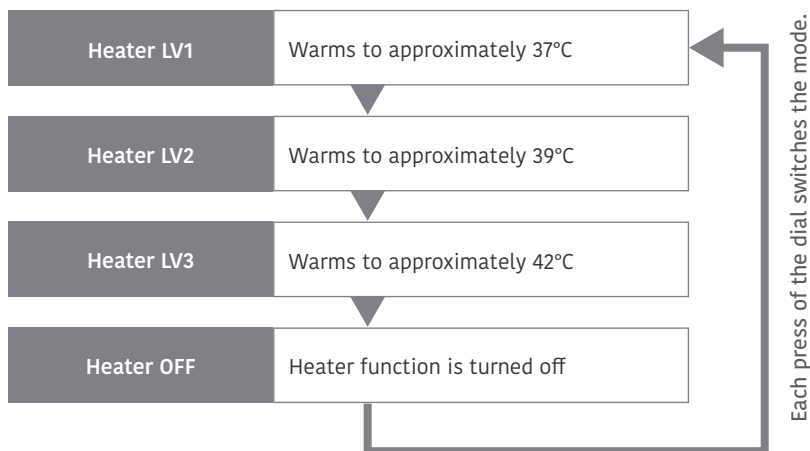 Heater LV1
Warms to approximately 37°C
Heater LV2
Warms to approximately 39°C
Heater LV3
Warms to approximately 42°C
Heater OFF
Heater function is turned off
Each press of the dial switches the mode.